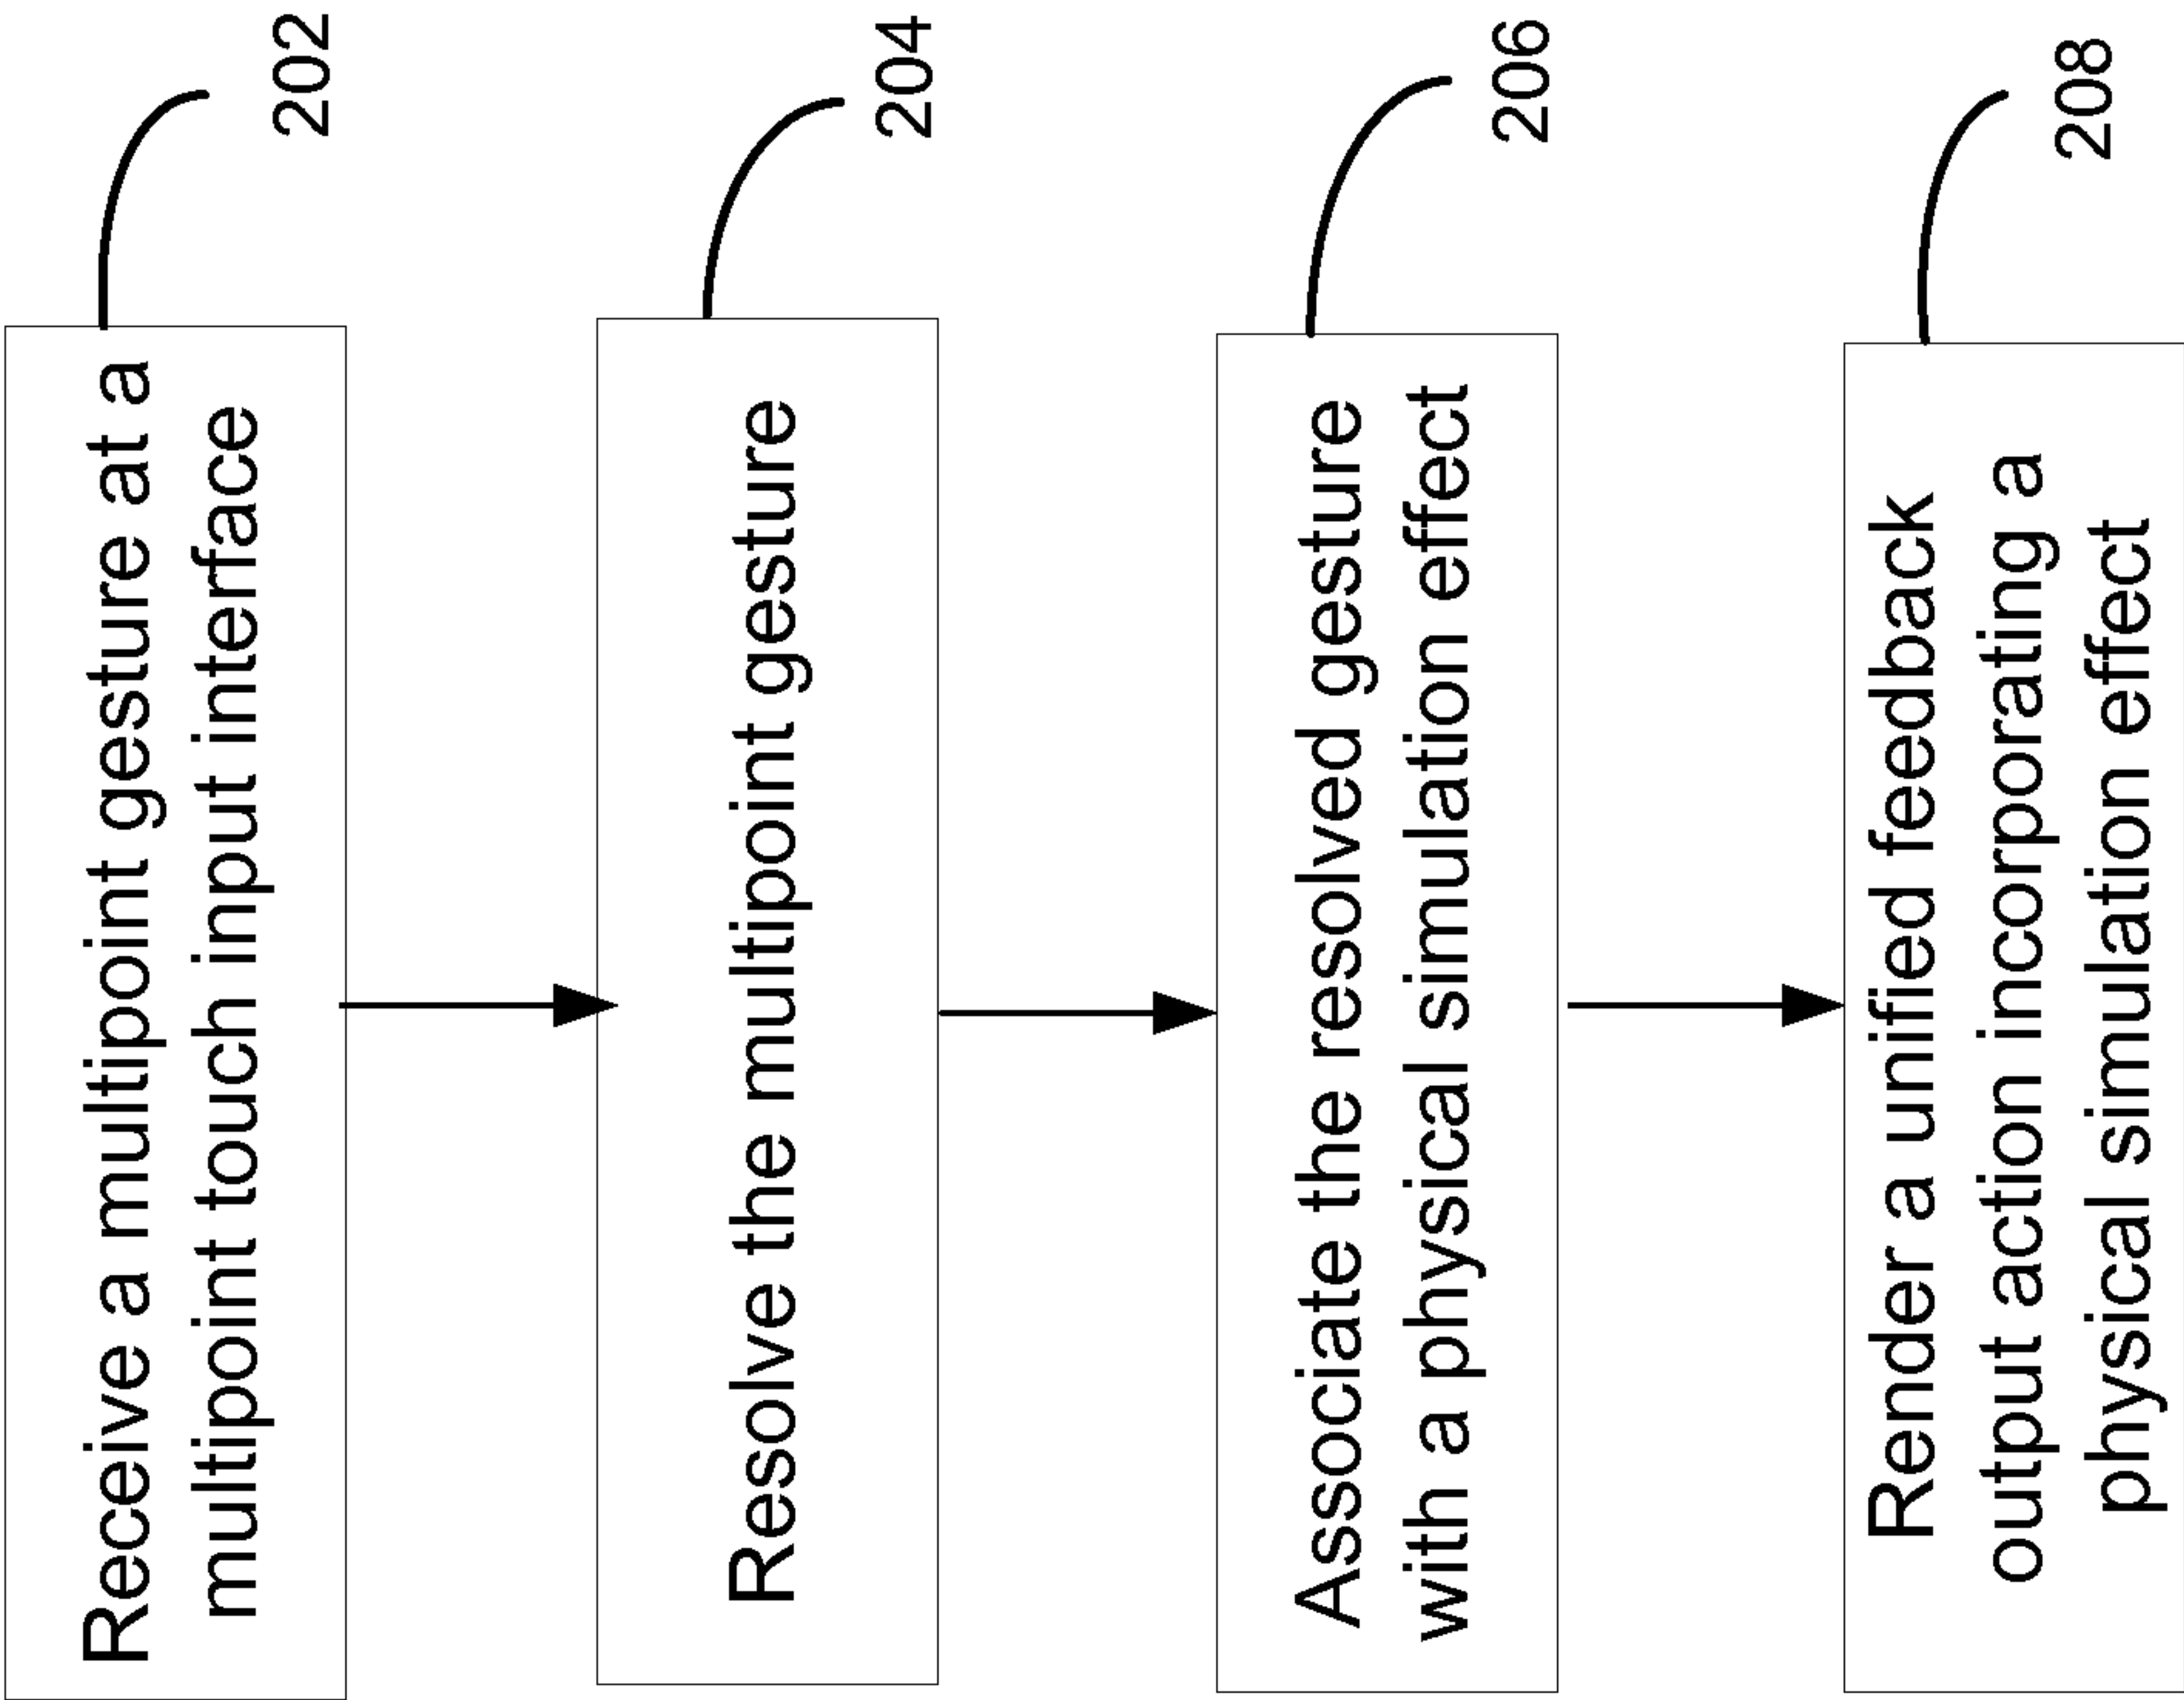 Receive a multipoint gesture at a
multipoint touch input interface
202
Resolve the multipoint gesture
204
Associate the resolved gesture
with a physical simulation effect
206
Render a unified feedback
output action incorporating a
physical simulation effect
208